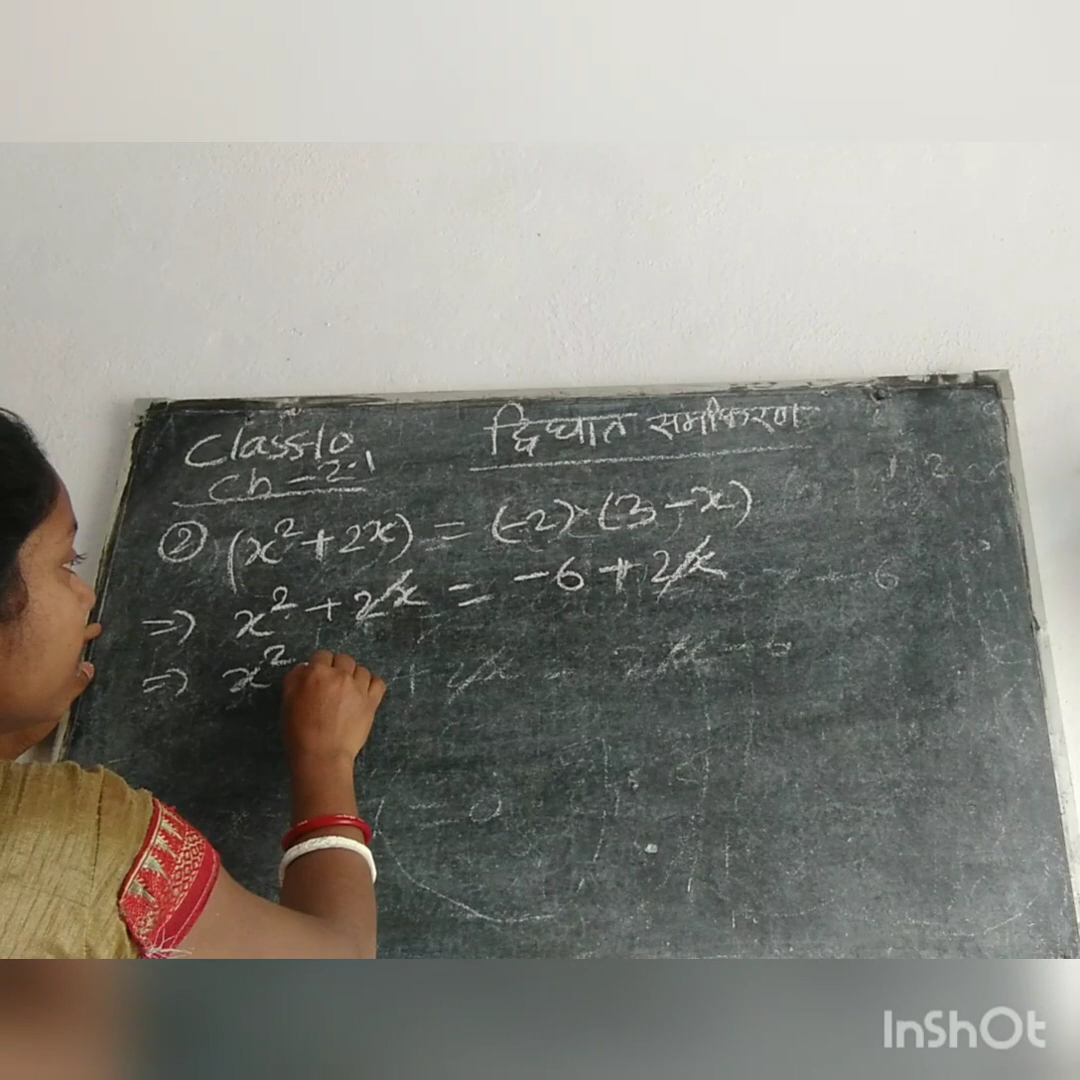 Class-10
द्विघात समीकरण
Ch - 2.1
② (x²+2x) = (-2) (3-x)
=> x² + 2x = -6 + 2x
=> x²
InShOt